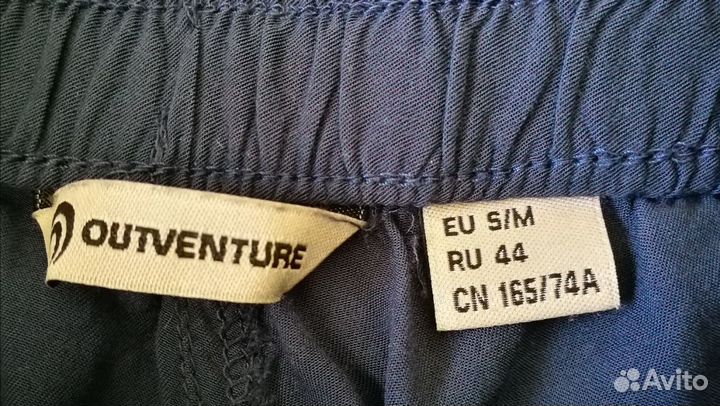 OUTVENTURE
EU S/M
RU 44
CN 165/74A
Avito